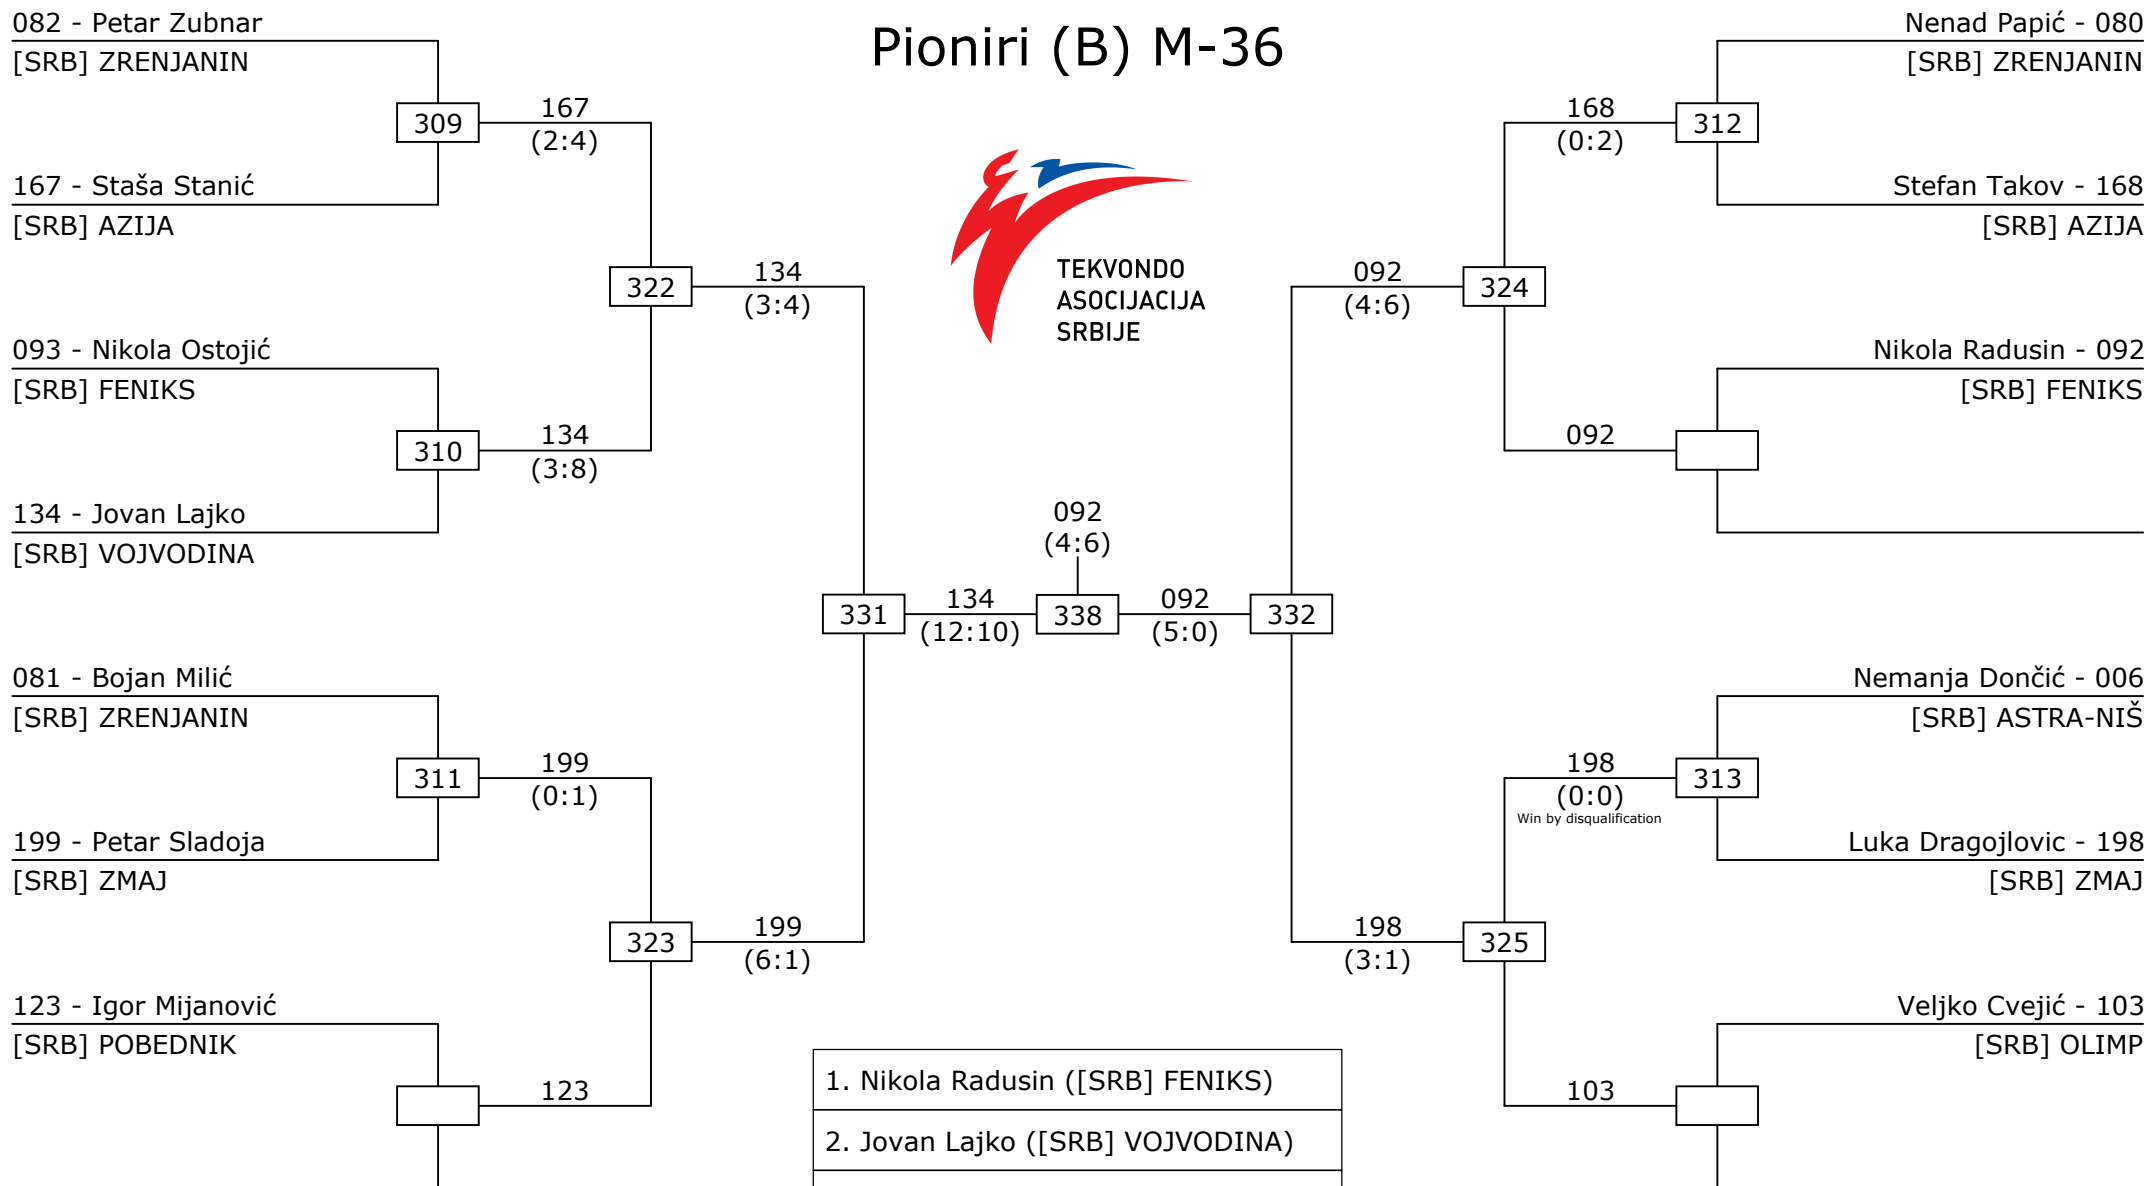 Pioniri (B) M-36
082 - Petar Zubnar
[SRB] ZRENJANIN
309
167
(2:4)
167 - Staša Stanić
[SRB] AZIJA
322
134
(3:4)
093 - Nikola Ostojić
[SRB] FENIKS
310
134
(3:8)
134 - Jovan Lajko
[SRB] VOJVODINA
331
134
(12:10)
081 - Bojan Milić
[SRB] ZRENJANIN
311
199
(0:1)
199 - Petar Sladoja
[SRB] ZMAJ
323
199
(6:1)
123 - Igor Mijanović
[SRB] POBEDNIK
123
TEKVONDO
ASOCIJACIJA
SRBIJE
092
(4:6)
338
Nenad Papić - 080
[SRB] ZRENJANIN
168
(0:2)
312
Stefan Takov - 168
[SRB] AZIJA
092
(4:6)
324
Nikola Radusin - 092
[SRB] FENIKS
092
092
(5:0)
332
Nemanja Dončić - 006
[SRB] ASTRA-NIŠ
198
(0:0)
Win by disqualification
313
Luka Dragojlovic - 198
[SRB] ZMAJ
198
(3:1)
325
Veljko Cvejić - 103
[SRB] OLIMP
103
1. Nikola Radusin ([SRB] FENIKS)
2. Jovan Lajko ([SRB] VOJVODINA)